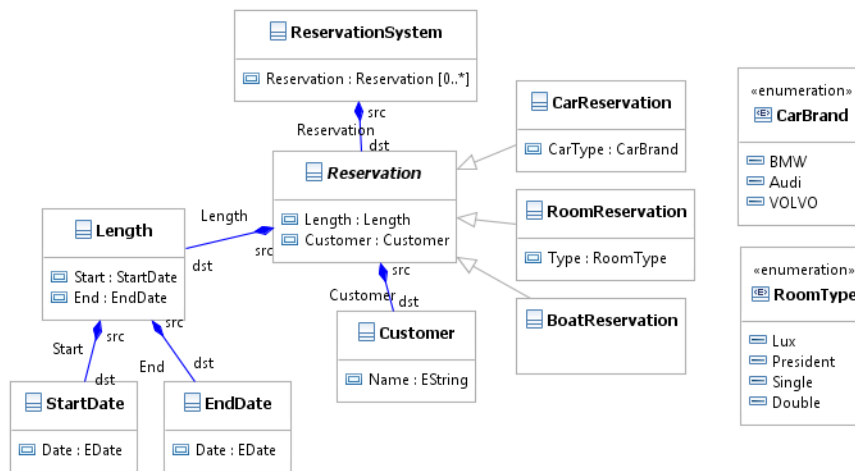 ReservationSystem
Reservation : Reservation [0..*]
src
Reservation
dst
Reservation
Length : Length
Customer : Customer
CarReservation
CarType : CarBrand
RoomReservation
Type : RoomType
BoatReservation
«enumeration»
CarBrand
BMW
Audi
VOLVO
«enumeration»
RoomType
Lux
President
Single
Double
Length
src
dst
Length
Start : StartDate
End : EndDate
src
Customer
dst
Customer
Name : EString
src
Start
dst
src
End
dst
StartDate
Date : EDate
EndDate
Date : EDate